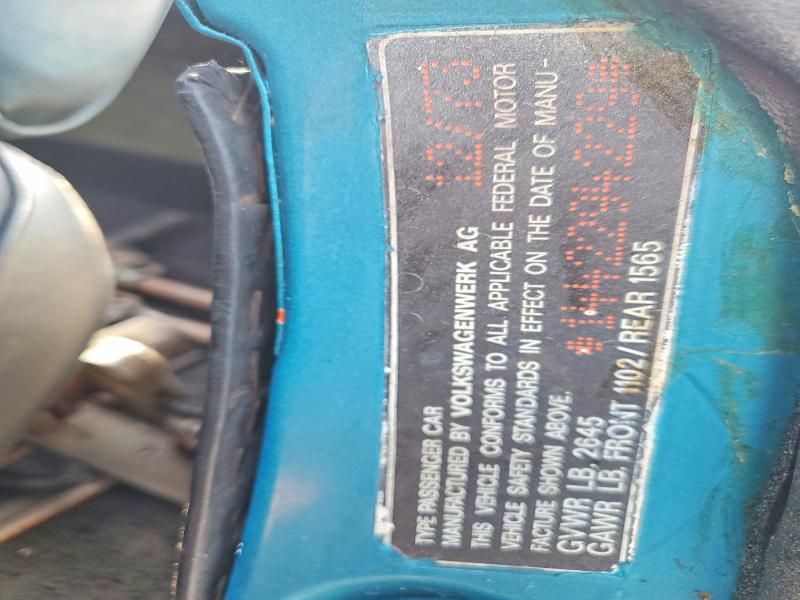 TYPE PASSENGER CAR
MANUFACTURED BY VOLKSWAGENWERK AG 12/73
THIS VEHICLE CONFORMS TO ALL APPLICABLE FEDERAL MOTOR
VEHICLE SAFETY STANDARDS IN EFFECT ON THE DATE OF MANU-
FACTURE SHOWN ABOVE.
GVWR LB. 2645
GAWR LB. FRONT 1102/REAR 1565